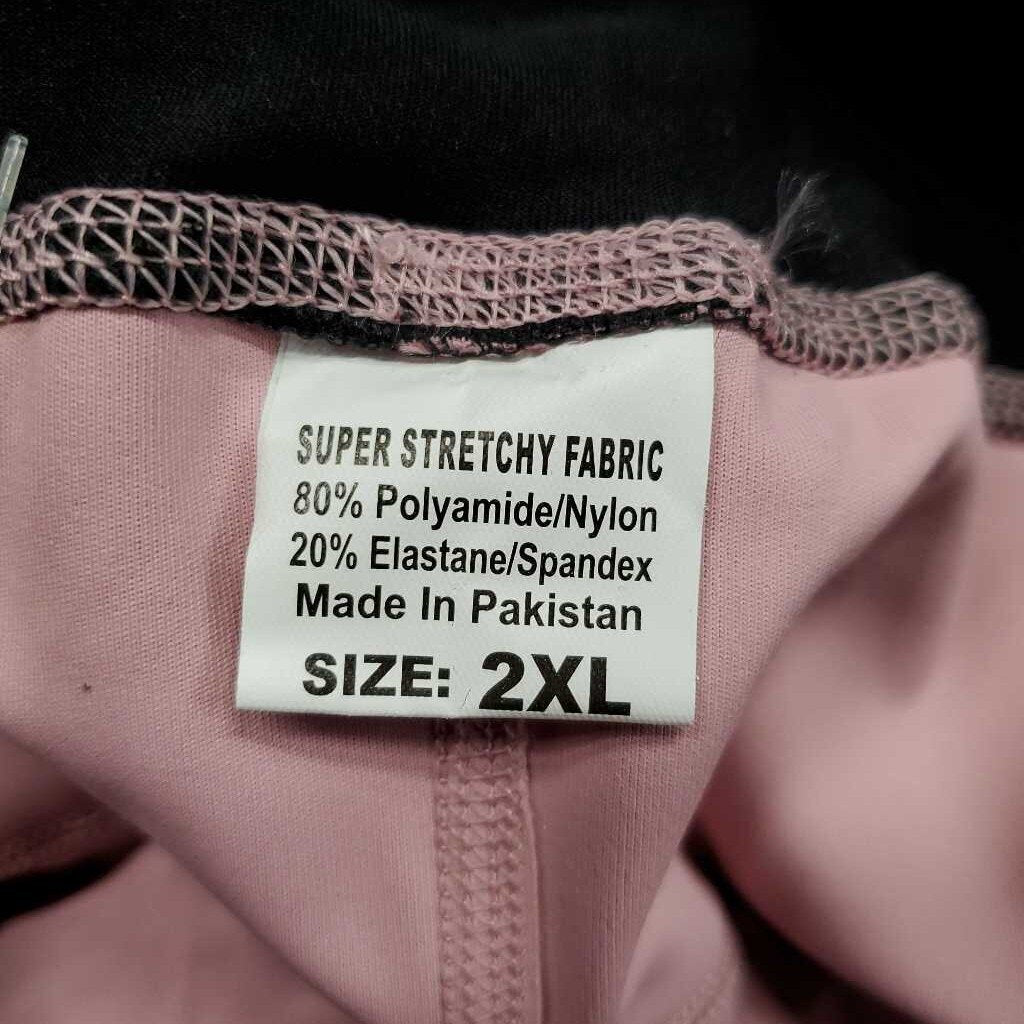 SUPER STRETCHY FABRIC
80% Polyamide/Nylon
20% Elastane/Spandex
Made In Pakistan
SIZE: 2XL